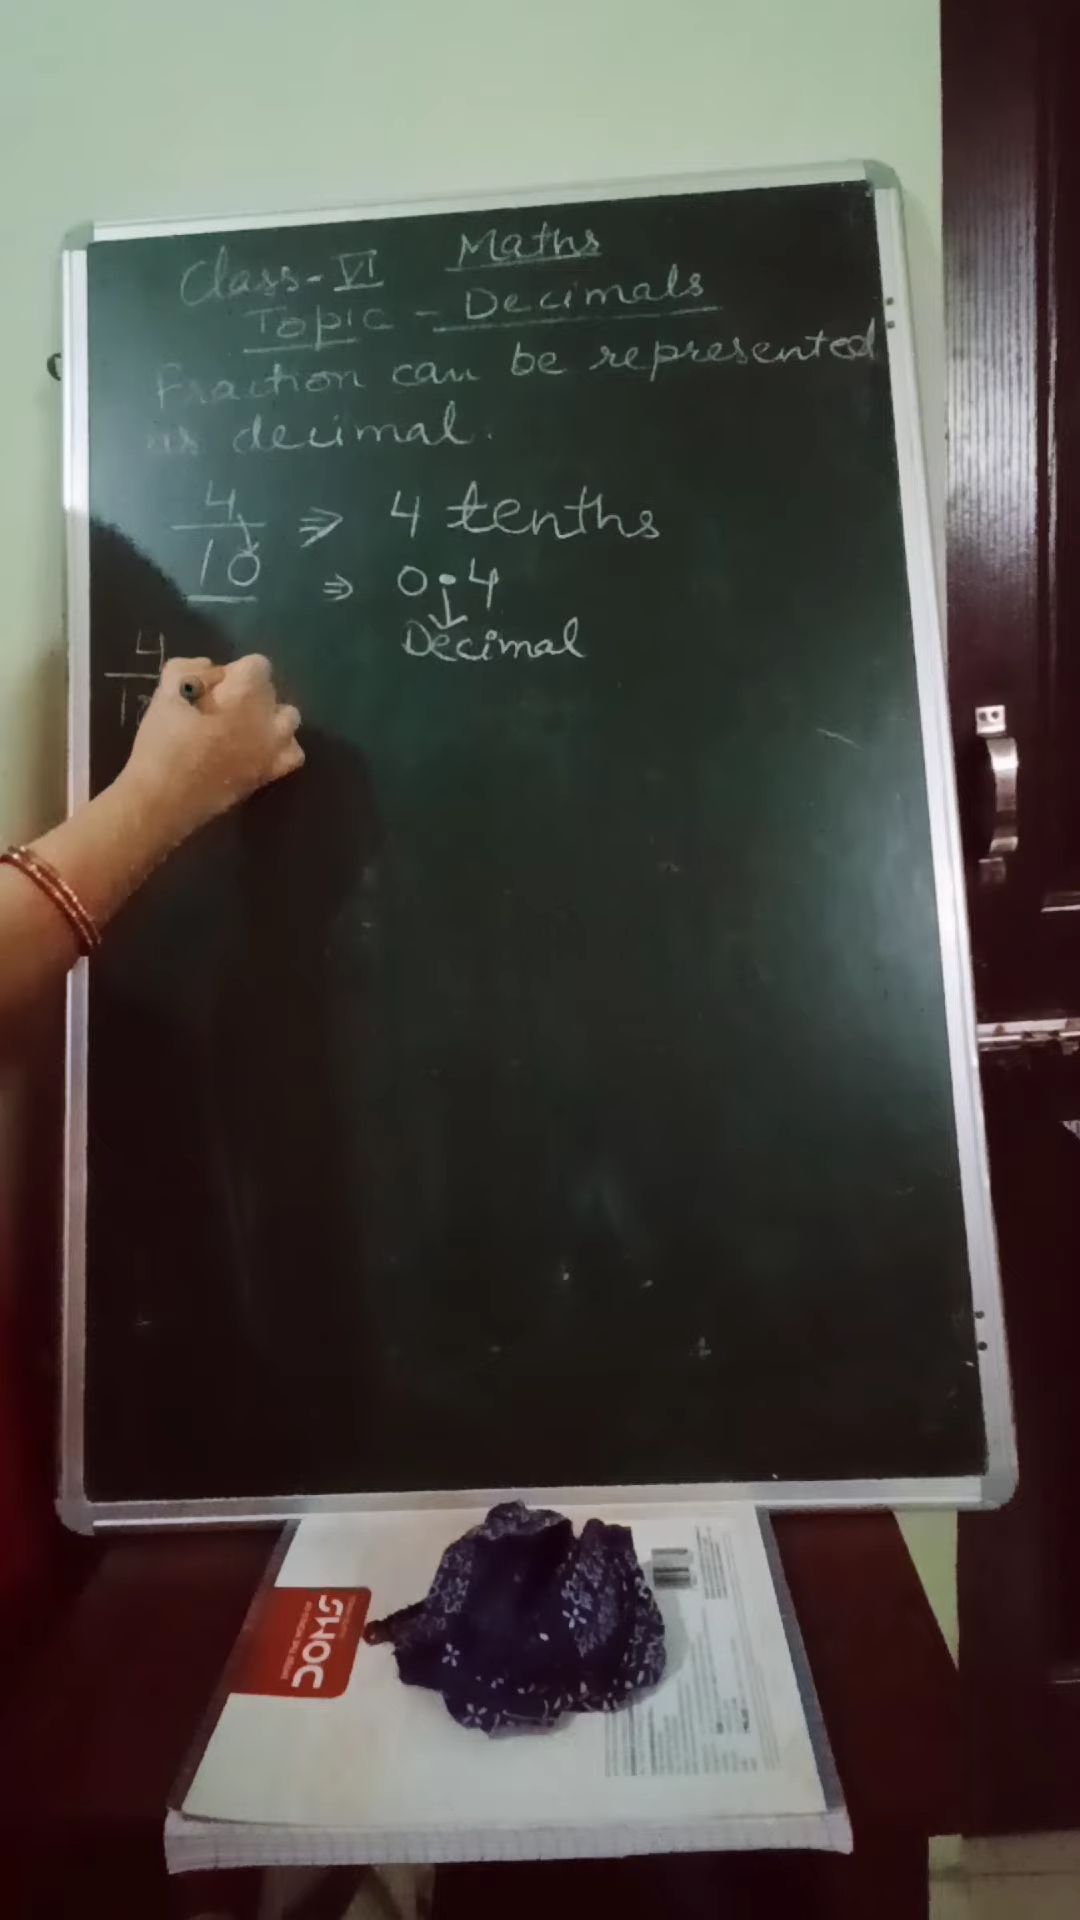 Maths
Class-VI
Topic - Decimals
Fraction can be represented
as decimal.
4/10 ⇒ 4 tenths
⇒ 0.4
Decimal
4
DOMS